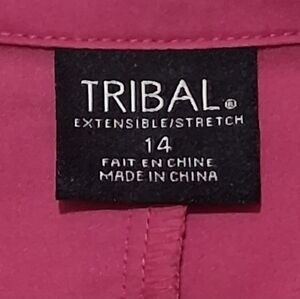 TRIBAL®
EXTENSIBLE/STRETCH
14
FAIT EN CHINE
MADE IN CHINA